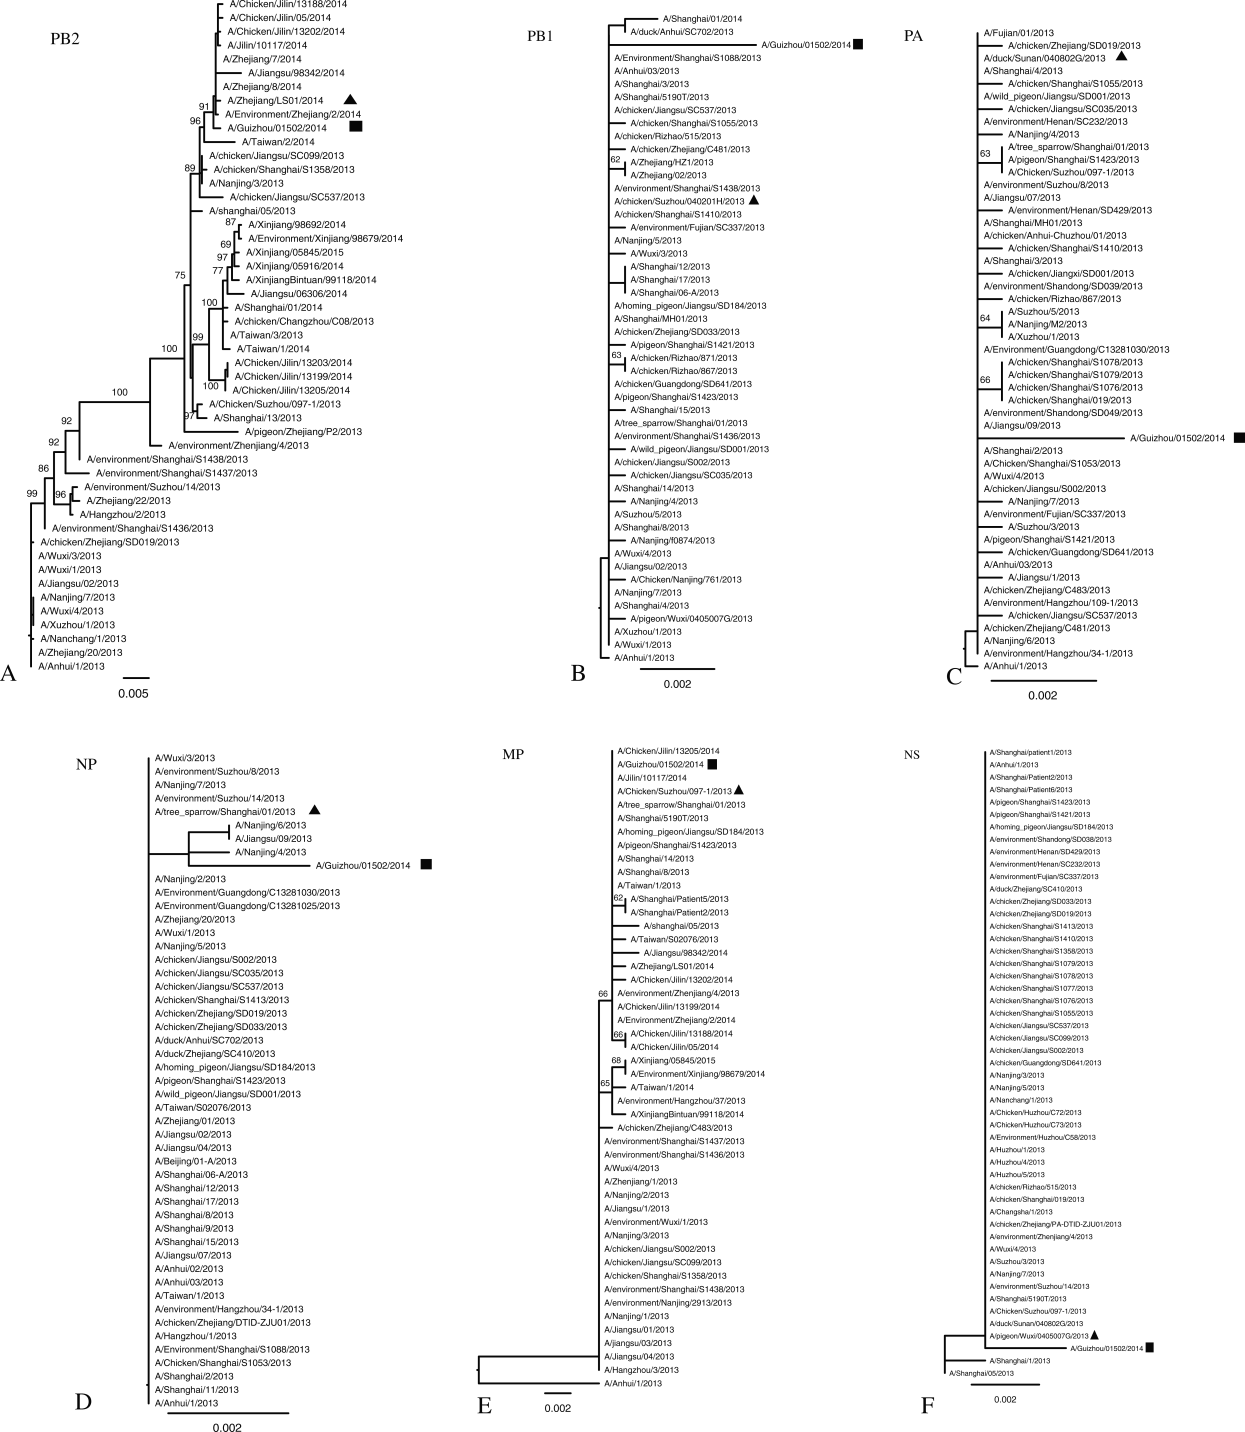 PB2
A/Chicken/Jilin/13188/2014
A/Chicken/Jilin/05/2014
A/Chicken/Jilin/13202/2014
A/Jilin/10117/2014
A/Zhejiang/7/2014
A/Jiangsu/98342/2014
A/Zhejiang/8/2014
A/Zhejiang/LS01/2014
A/Environment/Zhejiang/2/2014
A/Guizhou/01502/2014
A/Taiwan/2/2014
A/chicken/Jiangsu/SC099/2013
A/chicken/Shanghai/S1358/2013
A/Nanjing/3/2013
A/chicken/Jiangsu/SC537/2013
A/shanghai/05/2013
A/Xinjiang/98692/2014
A/Environment/Xinjiang/98679/2014
A/Xinjiang/05845/2015
A/Xinjiang/05916/2014
A/XinjiangBintuan/99118/2014
A/Jiangsu/06306/2014
A/Shanghai/01/2014
A/chicken/Changzhou/C08/2013
A/Taiwan/3/2013
A/Taiwan/1/2014
A/Chicken/Jilin/13203/2014
A/Chicken/Jilin/13199/2014
A/Chicken/Jilin/13205/2014
A/Chicken/Suzhou/097-1/2013
A/Shanghai/13/2013
A/pigeon/Zhejiang/P2/2013
A/environment/Zhenjiang/4/2013
A/environment/Shanghai/S1438/2013
A/environment/Shanghai/S1437/2013
A/environment/Suzhou/14/2013
A/Zhejiang/22/2013
A/Hangzhou/2/2013
A/environment/Shanghai/S1436/2013
A/chicken/Zhejiang/SD019/2013
A/Wuxi/3/2013
A/Wuxi/1/2013
A/Jiangsu/02/2013
A/Nanjing/7/2013
A/Wuxi/4/2013
A/Xuzhou/1/2013
A/Nanchang/1/2013
A/Zhejiang/20/2013
A/Anhui/1/2013
91
96
89
87
69
97
77
75
100
99
100
100
97
100
92
92
86
96
99
A
0.005
PB1
A/Shanghai/01/2014
A/duck/Anhui/SC702/2013
A/Guizhou/01502/2014
A/Environment/Shanghai/S1088/2013
A/Anhui/03/2013
A/Shanghai/3/2013
A/Shanghai/5190T/2013
A/chicken/Jiangsu/SC537/2013
A/chicken/Shanghai/S1055/2013
A/chicken/Rizhao/515/2013
A/chicken/Zhejiang/C481/2013
62
A/Zhejiang/HZ1/2013
A/Zhejiang/02/2013
A/environment/Shanghai/S1438/2013
A/chicken/Suzhou/040201H/2013
A/chicken/Shanghai/S1410/2013
A/environment/Fujian/SC337/2013
A/Nanjing/5/2013
A/Wuxi/3/2013
A/Shanghai/12/2013
A/Shanghai/17/2013
A/Shanghai/06-A/2013
A/homing_pigeon/Jiangsu/SD184/2013
A/Shanghai/MH01/2013
A/chicken/Zhejiang/SD033/2013
A/pigeon/Shanghai/S1421/2013
63
A/chicken/Rizhao/871/2013
A/chicken/Rizhao/867/2013
A/chicken/Guangdong/SD641/2013
A/pigeon/Shanghai/S1423/2013
A/Shanghai/15/2013
A/tree_sparrow/Shanghai/01/2013
A/environment/Shanghai/S1436/2013
A/wild_pigeon/Jiangsu/SD001/2013
A/chicken/Jiangsu/S002/2013
A/chicken/Jiangsu/SC035/2013
A/Shanghai/14/2013
A/Nanjing/4/2013
A/Suzhou/5/2013
A/Shanghai/8/2013
A/Nanjing/f0874/2013
A/Wuxi/4/2013
A/Jiangsu/02/2013
A/Chicken/Nanjing/761/2013
A/Nanjing/7/2013
A/Shanghai/4/2013
A/pigeon/Wuxi/0405007G/2013
A/Xuzhou/1/2013
A/Wuxi/1/2013
A/Anhui/1/2013
B
0.002
PA
A/Fujian/01/2013
A/chicken/Zhejiang/SD019/2013
A/duck/Sunan/040802G/2013
A/Shanghai/4/2013
A/chicken/Shanghai/S1055/2013
A/wild_pigeon/Jiangsu/SD001/2013
A/chicken/Jiangsu/SC035/2013
A/environment/Henan/SC232/2013
A/Nanjing/4/2013
63
A/tree_sparrow/Shanghai/01/2013
A/pigeon/Shanghai/S1423/2013
A/Chicken/Suzhou/097-1/2013
A/environment/Suzhou/8/2013
A/Jiangsu/07/2013
A/environment/Henan/SD429/2013
A/Shanghai/MH01/2013
A/chicken/Anhui-Chuzhou/01/2013
A/chicken/Shanghai/S1410/2013
A/Shanghai/3/2013
A/chicken/Jiangxi/SD001/2013
A/environment/Shandong/SD039/2013
A/chicken/Rizhao/867/2013
64
A/Suzhou/5/2013
A/Nanjing/M2/2013
A/Xuzhou/1/2013
A/Environment/Guangdong/C13281030/2013
66
A/chicken/Shanghai/S1078/2013
A/chicken/Shanghai/S1079/2013
A/chicken/Shanghai/S1076/2013
A/chicken/Shanghai/019/2013
A/environment/Shandong/SD049/2013
A/Jiangsu/09/2013
A/Guizhou/01502/2014
A/Shanghai/2/2013
A/Chicken/Shanghai/S1053/2013
A/Wuxi/4/2013
A/chicken/Jiangsu/S002/2013
A/Nanjing/7/2013
A/environment/Fujian/SC337/2013
A/Suzhou/3/2013
A/pigeon/Shanghai/S1421/2013
A/chicken/Guangdong/SD641/2013
A/Anhui/03/2013
A/Jiangsu/1/2013
A/chicken/Zhejiang/C483/2013
A/environment/Hangzhou/109-1/2013
A/chicken/Jiangsu/SC537/2013
A/chicken/Zhejiang/C481/2013
A/Nanjing/6/2013
A/environment/Hangzhou/34-1/2013
A/Anhui/1/2013
C
0.002
NP
A/Wuxi/3/2013
A/environment/Suzhou/8/2013
A/Nanjing/7/2013
A/environment/Suzhou/14/2013
A/tree_sparrow/Shanghai/01/2013
A/Nanjing/6/2013
A/Jiangsu/09/2013
A/Nanjing/4/2013
A/Guizhou/01502/2014
A/Nanjing/2/2013
A/Environment/Guangdong/C13281030/2013
A/Environment/Guangdong/C13281025/2013
A/Zhejiang/20/2013
A/Wuxi/1/2013
A/Nanjing/5/2013
A/chicken/Jiangsu/S002/2013
A/chicken/Jiangsu/SC035/2013
A/chicken/Jiangsu/SC537/2013
A/chicken/Shanghai/S1413/2013
A/chicken/Zhejiang/SD019/2013
A/chicken/Zhejiang/SD033/2013
A/duck/Anhui/SC702/2013
A/duck/Zhejiang/SC410/2013
A/homing_pigeon/Jiangsu/SD184/2013
A/pigeon/Shanghai/S1423/2013
A/wild_pigeon/Jiangsu/SD001/2013
A/Taiwan/S02076/2013
A/Zhejiang/01/2013
A/Jiangsu/02/2013
A/Jiangsu/04/2013
A/Beijing/01-A/2013
A/Shanghai/06-A/2013
A/Shanghai/12/2013
A/Shanghai/17/2013
A/Shanghai/8/2013
A/Shanghai/9/2013
A/Shanghai/15/2013
A/Jiangsu/07/2013
A/Anhui/02/2013
A/Anhui/03/2013
A/Taiwan/1/2013
A/environment/Hangzhou/34-1/2013
A/chicken/Zhejiang/DTID-ZJU01/2013
A/Hangzhou/1/2013
A/Environment/Shanghai/S1088/2013
A/Chicken/Shanghai/S1053/2013
A/Shanghai/2/2013
A/Shanghai/11/2013
A/Anhui/1/2013
D
0.002
MP
A/Chicken/Jilin/13205/2014
A/Guizhou/01502/2014
A/Jilin/10117/2014
A/Chicken/Suzhou/097-1/2013
A/tree_sparrow/Shanghai/01/2013
A/Shanghai/5190T/2013
A/homing_pigeon/Jiangsu/SD184/2013
A/pigeon/Shanghai/S1423/2013
A/Shanghai/14/2013
A/Shanghai/8/2013
A/Taiwan/1/2013
62
A/Shanghai/Patient5/2013
A/Shanghai/Patient2/2013
A/shanghai/05/2013
A/Taiwan/S02076/2013
A/Jiangsu/98342/2014
A/Zhejiang/LS01/2014
A/Chicken/Jilin/13202/2014
66
A/environment/Zhenjiang/4/2013
A/Chicken/Jilin/13199/2014
A/Environment/Zhejiang/2/2014
66
A/Chicken/Jilin/13188/2014
A/Chicken/Jilin/05/2014
68
A/Xinjiang/05845/2015
A/Environment/Xinjiang/98679/2014
65
A/Taiwan/1/2014
A/environment/Hangzhou/37/2013
A/XinjiangBintuan/99118/2014
A/chicken/Zhejiang/C483/2013
A/environment/Shanghai/S1437/2013
A/environment/Shanghai/S1436/2013
A/Wuxi/4/2013
A/Zhenjiang/1/2013
A/Nanjing/2/2013
A/Jiangsu/1/2013
A/environment/Wuxi/1/2013
A/Nanjing/3/2013
A/chicken/Jiangsu/S002/2013
A/chicken/Jiangsu/SC099/2013
A/chicken/Shanghai/S1358/2013
A/environment/Shanghai/S1438/2013
A/environment/Nanjing/2913/2013
A/Nanjing/1/2013
A/Jiangsu/01/2013
A/jiangsu/03/2013
A/Jiangsu/04/2013
A/Hangzhou/3/2013
A/Anhui/1/2013
E
0.002
NS
A/Shanghai/patient1/2013
A/Anhui/1/2013
A/Shanghai/Patient2/2013
A/Shanghai/Patient6/2013
A/pigeon/Shanghai/S1423/2013
A/pigeon/Shanghai/S1421/2013
A/homing_pigeon/Jiangsu/SD184/2013
A/environment/Shandong/SD038/2013
A/environment/Henan/SD429/2013
A/environment/Henan/SC232/2013
A/environment/Fujian/SC337/2013
A/duck/Zhejiang/SC410/2013
A/chicken/Zhejiang/SD033/2013
A/chicken/Zhejiang/SD019/2013
A/chicken/Shanghai/S1413/2013
A/chicken/Shanghai/S1410/2013
A/chicken/Shanghai/S1358/2013
A/chicken/Shanghai/S1079/2013
A/chicken/Shanghai/S1078/2013
A/chicken/Shanghai/S1077/2013
A/chicken/Shanghai/S1076/2013
A/chicken/Shanghai/S1055/2013
A/chicken/Jiangsu/SC537/2013
A/chicken/Jiangsu/SC099/2013
A/chicken/Jiangsu/S002/2013
A/chicken/Guangdong/SD641/2013
A/Nanjing/3/2013
A/Nanjing/5/2013
A/Nanchang/1/2013
A/Chicken/Huzhou/C72/2013
A/Chicken/Huzhou/C73/2013
A/Environment/Huzhou/C58/2013
A/Huzhou/1/2013
A/Huzhou/4/2013
A/Huzhou/5/2013
A/chicken/Rizhao/515/2013
A/chicken/Shanghai/019/2013
A/Changsha/1/2013
A/chicken/Zhejiang/PA-DTID-ZJU01/2013
A/environment/Zhenjiang/4/2013
A/Wuxi/4/2013
A/Suzhou/3/2013
A/Nanjing/7/2013
A/environment/Suzhou/14/2013
A/Shanghai/5190T/2013
A/Chicken/Suzhou/097-1/2013
A/duck/Sunan/040802G/2013
A/pigeon/Wuxi/0405007G/2013
A/Guizhou/01502/2014
A/Shanghai/1/2013
A/Shanghai/05/2013
F
0.002